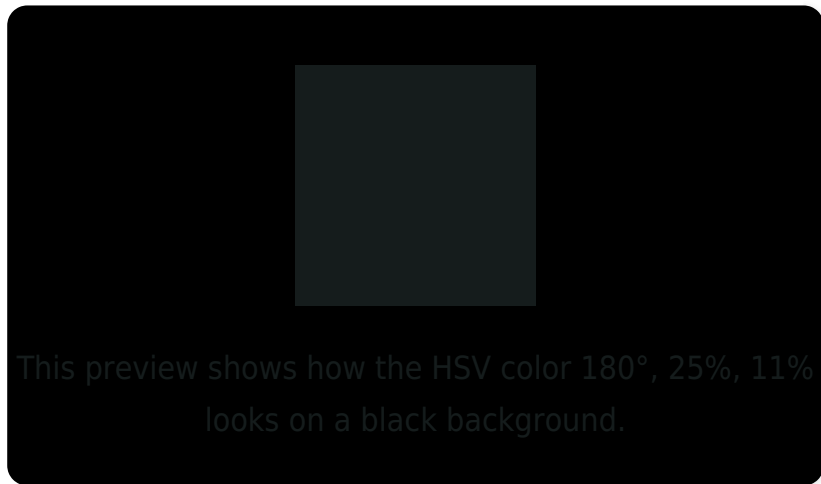 This preview shows how the HSV color 180°, 25%, 11%
looks on a black background.